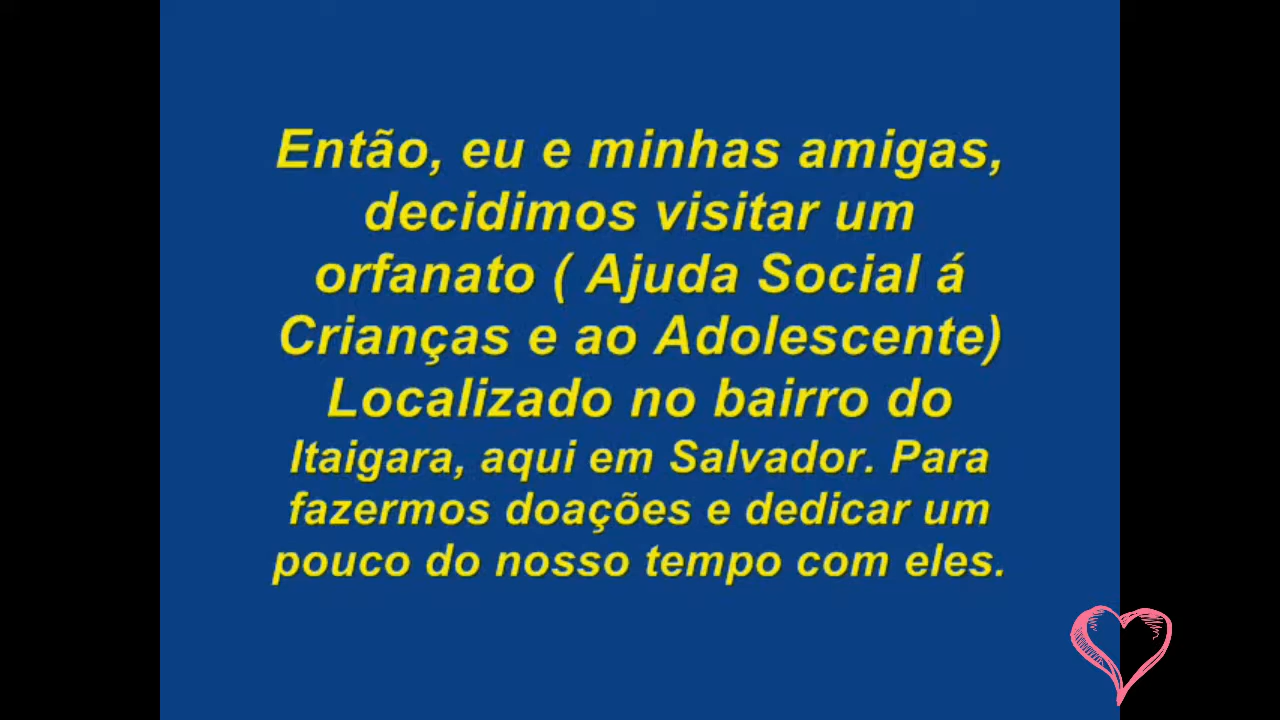 Então, eu e minhas amigas,
decidimos visitar um
orfanato ( Ajuda Social á
Crianças e ao Adolescente)
Localizado no bairro do
Itaigara, aqui em Salvador. Para
fazermos doações e dedicar um
pouco do nosso tempo com eles.